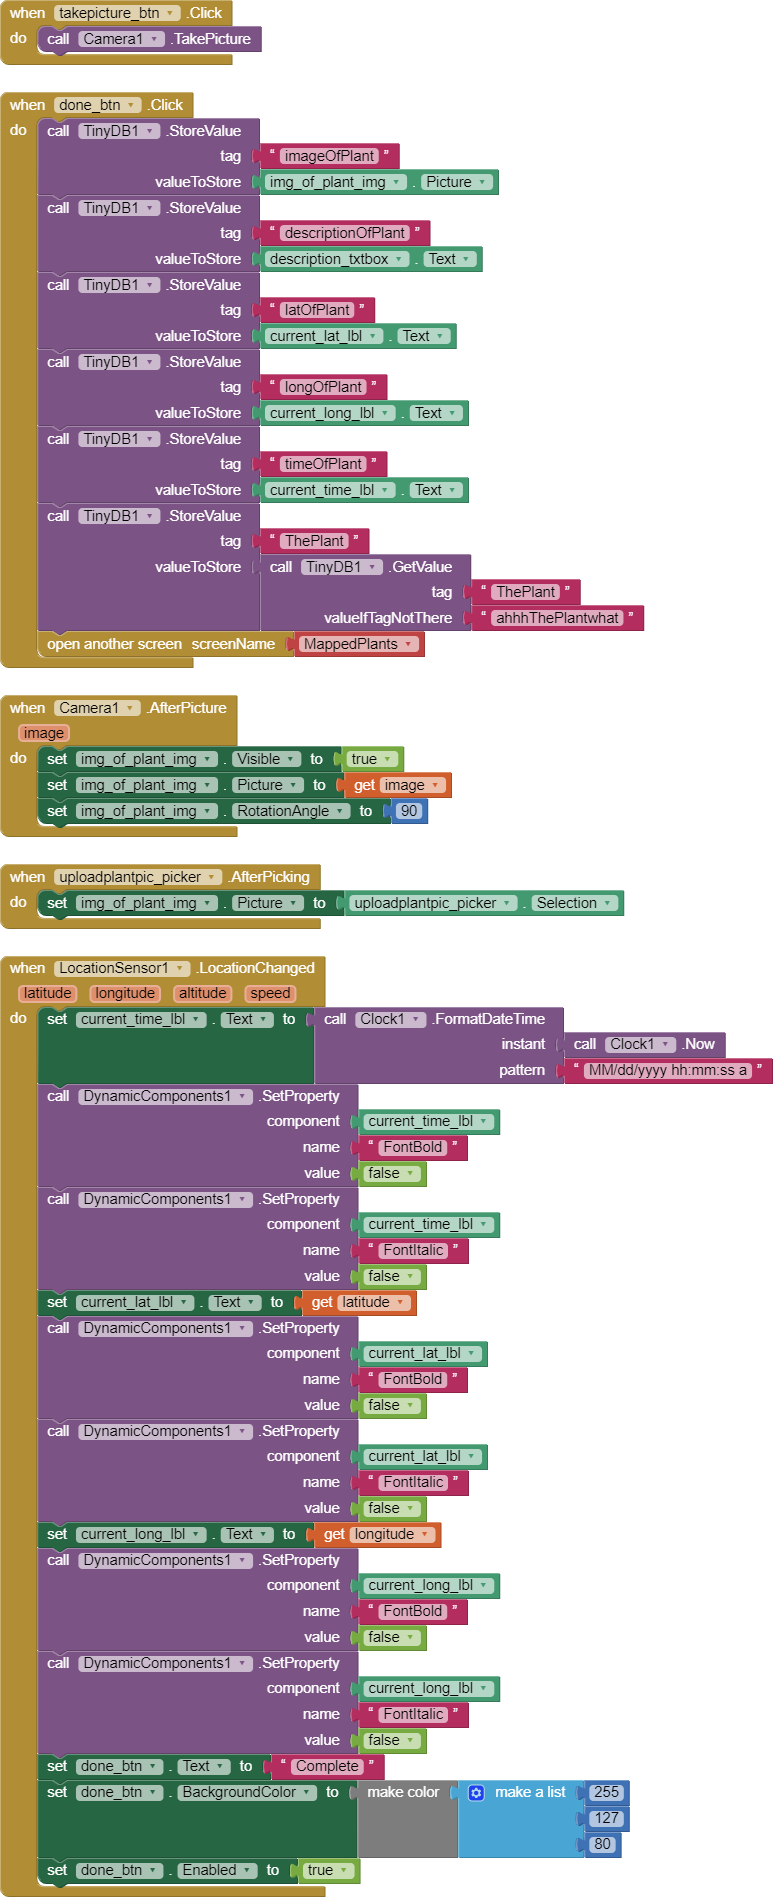 when takepicture_btn .Click
do call Camera1 .TakePicture
when done_btn .Click
do call TinyDB1 .StoreValue
tag “ imageOfPlant ”
valueToStore img_of_plant_img . Picture
call TinyDB1 .StoreValue
tag “ descriptionOfPlant ”
valueToStore description_txtbox . Text
call TinyDB1 .StoreValue
tag “ latOfPlant ”
valueToStore current_lat_lbl . Text
call TinyDB1 .StoreValue
tag “ longOfPlant ”
valueToStore current_long_lbl . Text
call TinyDB1 .StoreValue
tag “ timeOfPlant ”
valueToStore current_time_lbl . Text
call TinyDB1 .StoreValue
tag “ ThePlant ”
valueToStore call TinyDB1 .GetValue
tag “ ThePlant ”
valueIfTagNotThere “ ahhhThePlantwhat ”
open another screen screenName MappedPlants
when Camera1 .AfterPicture
image
do set img_of_plant_img . Visible to true
set img_of_plant_img . Picture to get image
set img_of_plant_img . RotationAngle to 90
when uploadplantpic_picker .AfterPicking
do set img_of_plant_img . Picture to uploadplantpic_picker . Selection
when LocationSensor1 .LocationChanged
latitude longitude altitude speed
do set current_time_lbl . Text to call Clock1 .FormatDateTime
instant call Clock1 .Now
pattern “ MM/dd/yyyy hh:mm:ss a ”
call DynamicComponents1 .SetProperty
component current_time_lbl
name “ FontBold ”
value false
call DynamicComponents1 .SetProperty
component current_time_lbl
name “ FontItalic ”
value false
set current_lat_lbl . Text to get latitude
call DynamicComponents1 .SetProperty
component current_lat_lbl
name “ FontBold ”
value false
call DynamicComponents1 .SetProperty
component current_lat_lbl
name “ FontItalic ”
value false
set current_long_lbl . Text to get longitude
call DynamicComponents1 .SetProperty
component current_long_lbl
name “ FontBold ”
value false
call DynamicComponents1 .SetProperty
component current_long_lbl
name “ FontItalic ”
value false
set done_btn . Text to “ Complete ”
set done_btn . BackgroundColor to make color make a list 255
127
80
set done_btn . Enabled to true